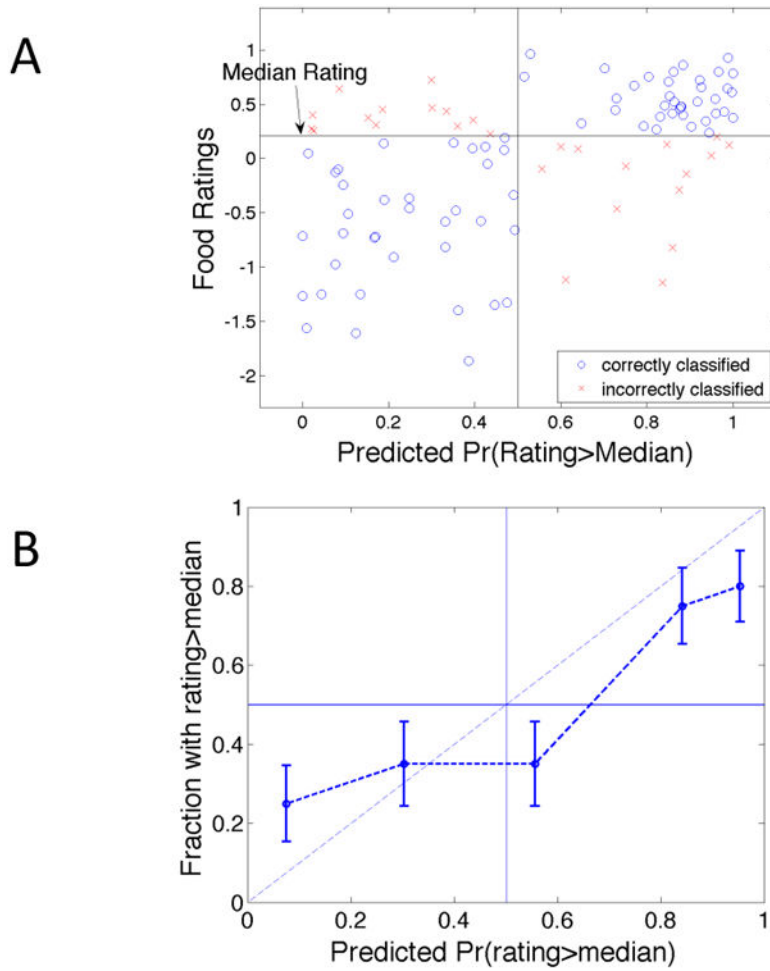 A
Median Rating
Food Ratings
1
0.5
0
-0.5
-1
-1.5
-2
0
0.2
0.4
0.6
0.8
1
correctly classified
incorrectly classified
Predicted Pr(Rating>Median)
B
Fraction with rating>median
1
0.8
0.6
0.4
0.2
0
0
0.2
0.4
0.6
0.8
1
Predicted Pr(rating>median)